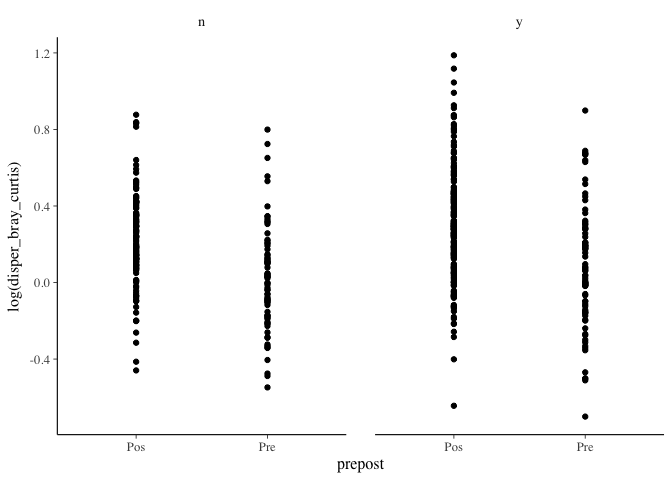 n
y
log(disper_bray_curtis)
1.2
0.8
0.4
0.0
-0.4
Pos
Pre
Pos
Pre
prepost